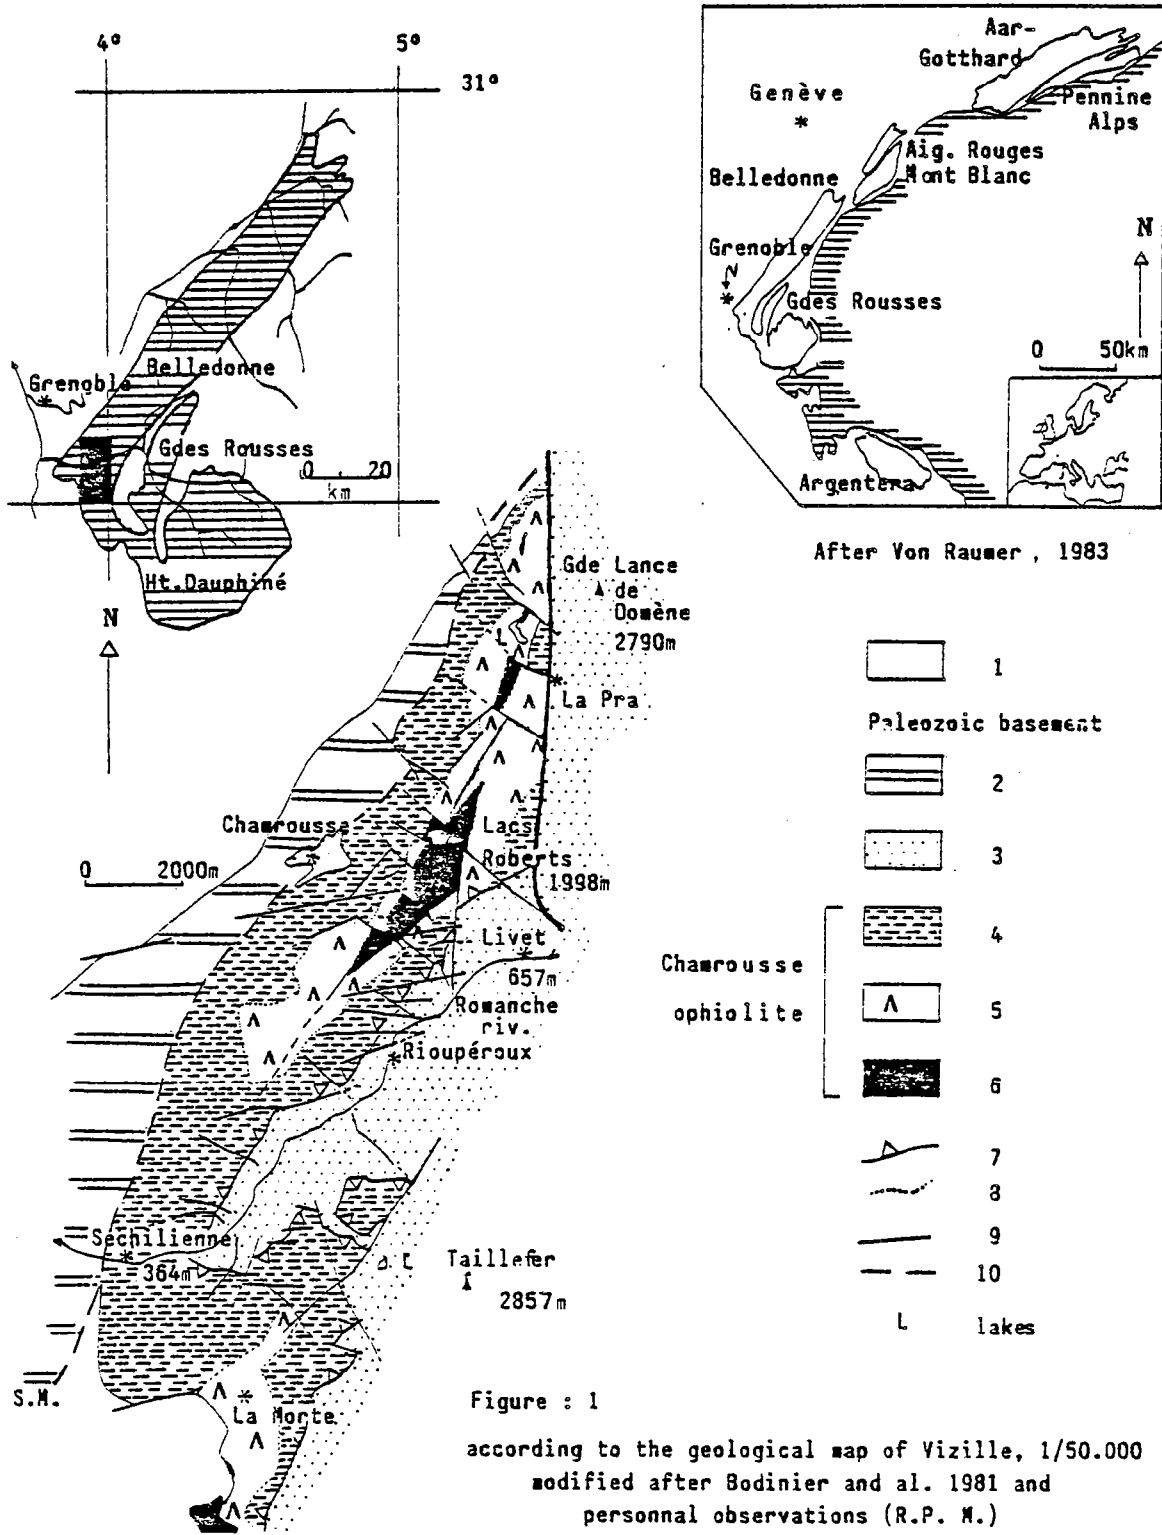 4°
5°
31°
Grenoble
Belledonne
Gdes Rousses
0 20
km
Ht.Dauphiné
N
Aar-
Gotthard
Genève
Pennine
Alps
Aig. Rouges
Mont Blanc
Belledonne
Grenoble
N
Gdes Rousses
0 50km
Argentera
After Von Raumer , 1983
Gde Lance
de
Domène
2790m
L
La Pra
Chamrousse
Lacs
Roberts
1998m
0 2000m
Livet
657m
Romanche
riv.
Rioupéroux
Séchilienne
364m
L
Taillefer
2857m
S.M.
La Morte
1
Paleozoic basement
2
3
4
Chamrousse
ophiolite
5
6
7
8
9
10
L lakes
Figure : 1
according to the geological map of Vizille, 1/50.000
modified after Bodinier and al. 1981 and
personnal observations (R.P. M.)